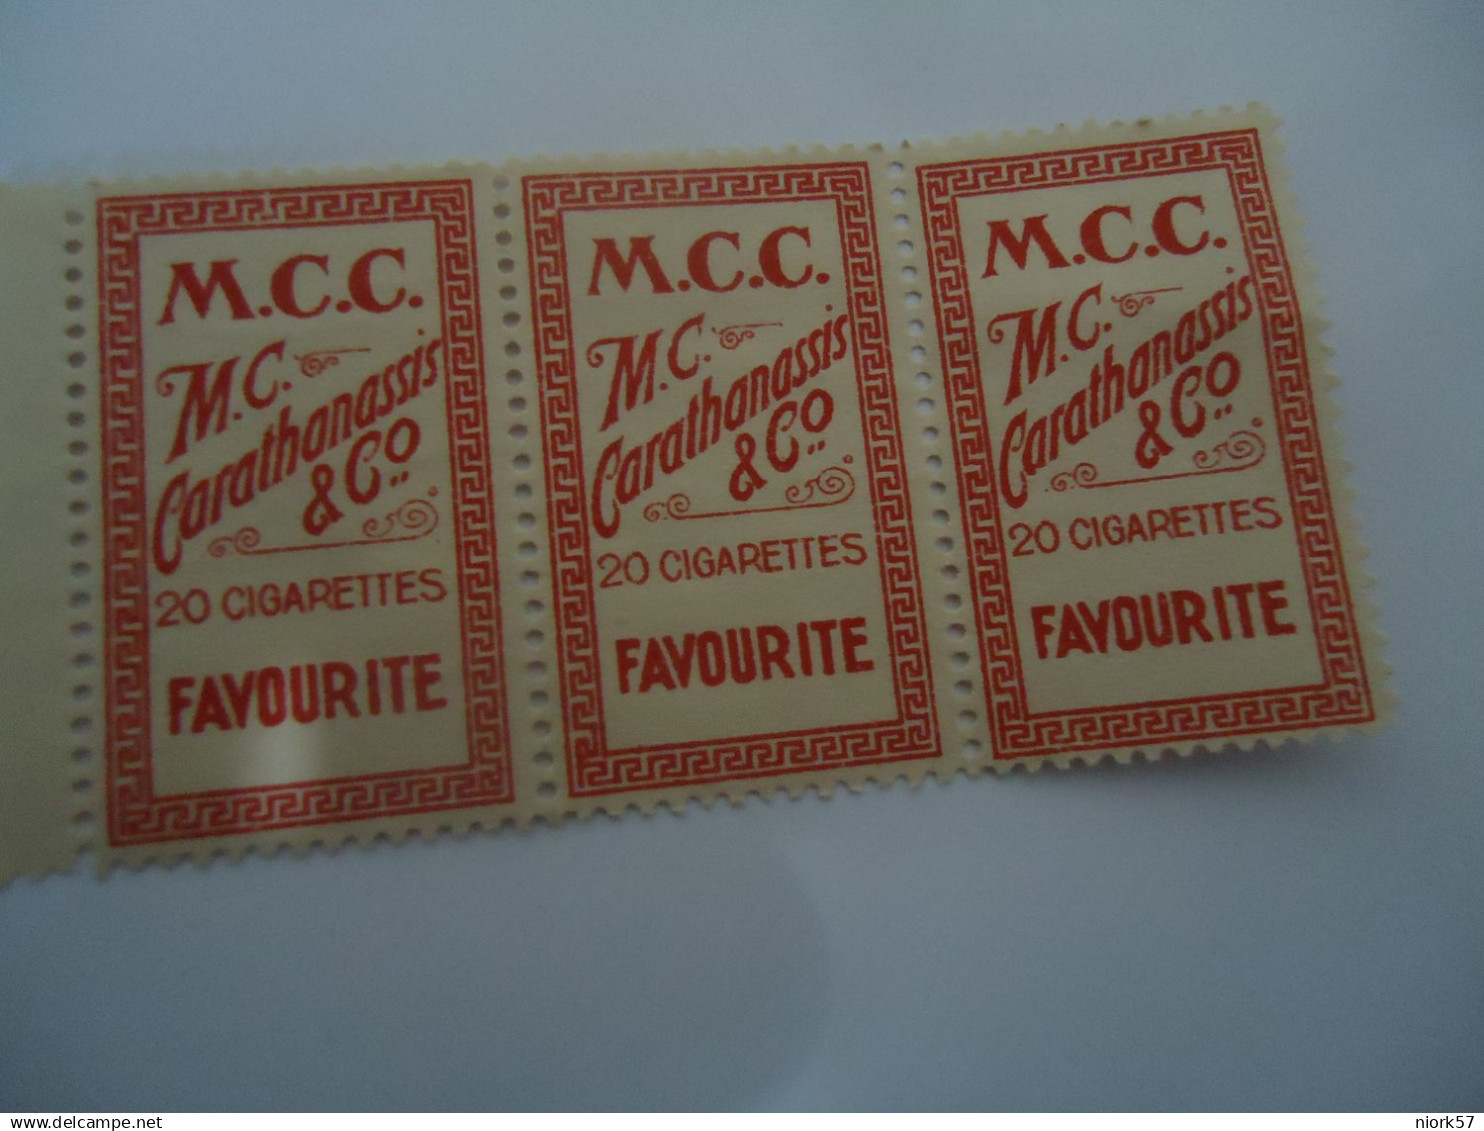 M.C.C.
M.C.
Carathanassis
& Co.
20 CIGARETTES
FAVOURITE
M.C.C.
M.C.
Carathanassis
& Co.
20 CIGARETTES
FAVOURITE
M.C.C.
M.C.
Carathanassis
& Co.
20 CIGARETTES
FAVOURITE
www.delcampe.net
niork57